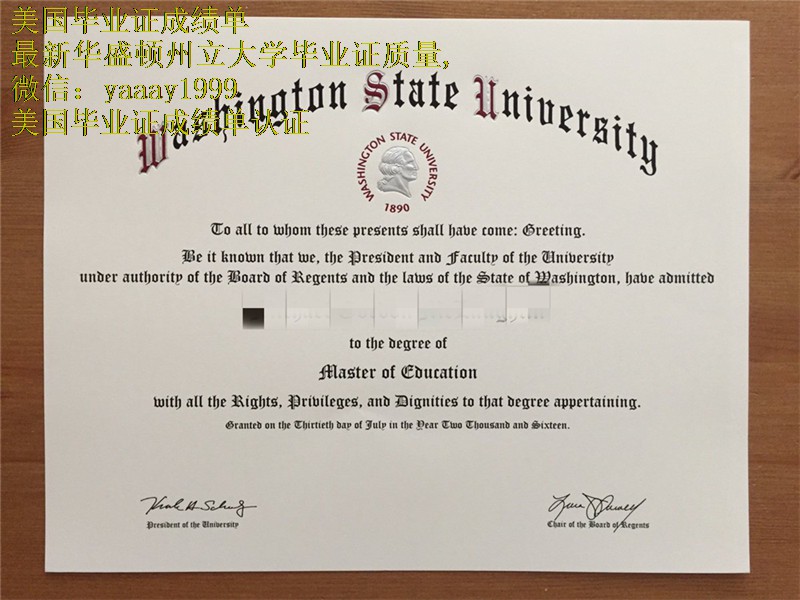 美国毕业证成绩单
最新华盛顿州立大学毕业证质量,
微信：yaaay1999
美国毕业证成绩单认证
Washington State University
WASHINGTON STATE UNIVERSITY
1890
To all to whom these presents shall have come: Greeting.
Be it known that we, the President and Faculty of the University
under authority of the Board of Regents and the laws of the State of Washington, have admitted
to the degree of
Master of Education
with all the Rights, Privileges, and Dignities to that degree appertaining.
Granted on the Thirtieth day of July in the Year Two Thousand and Sixteen.
President of the University
Chair of the Board of Regents